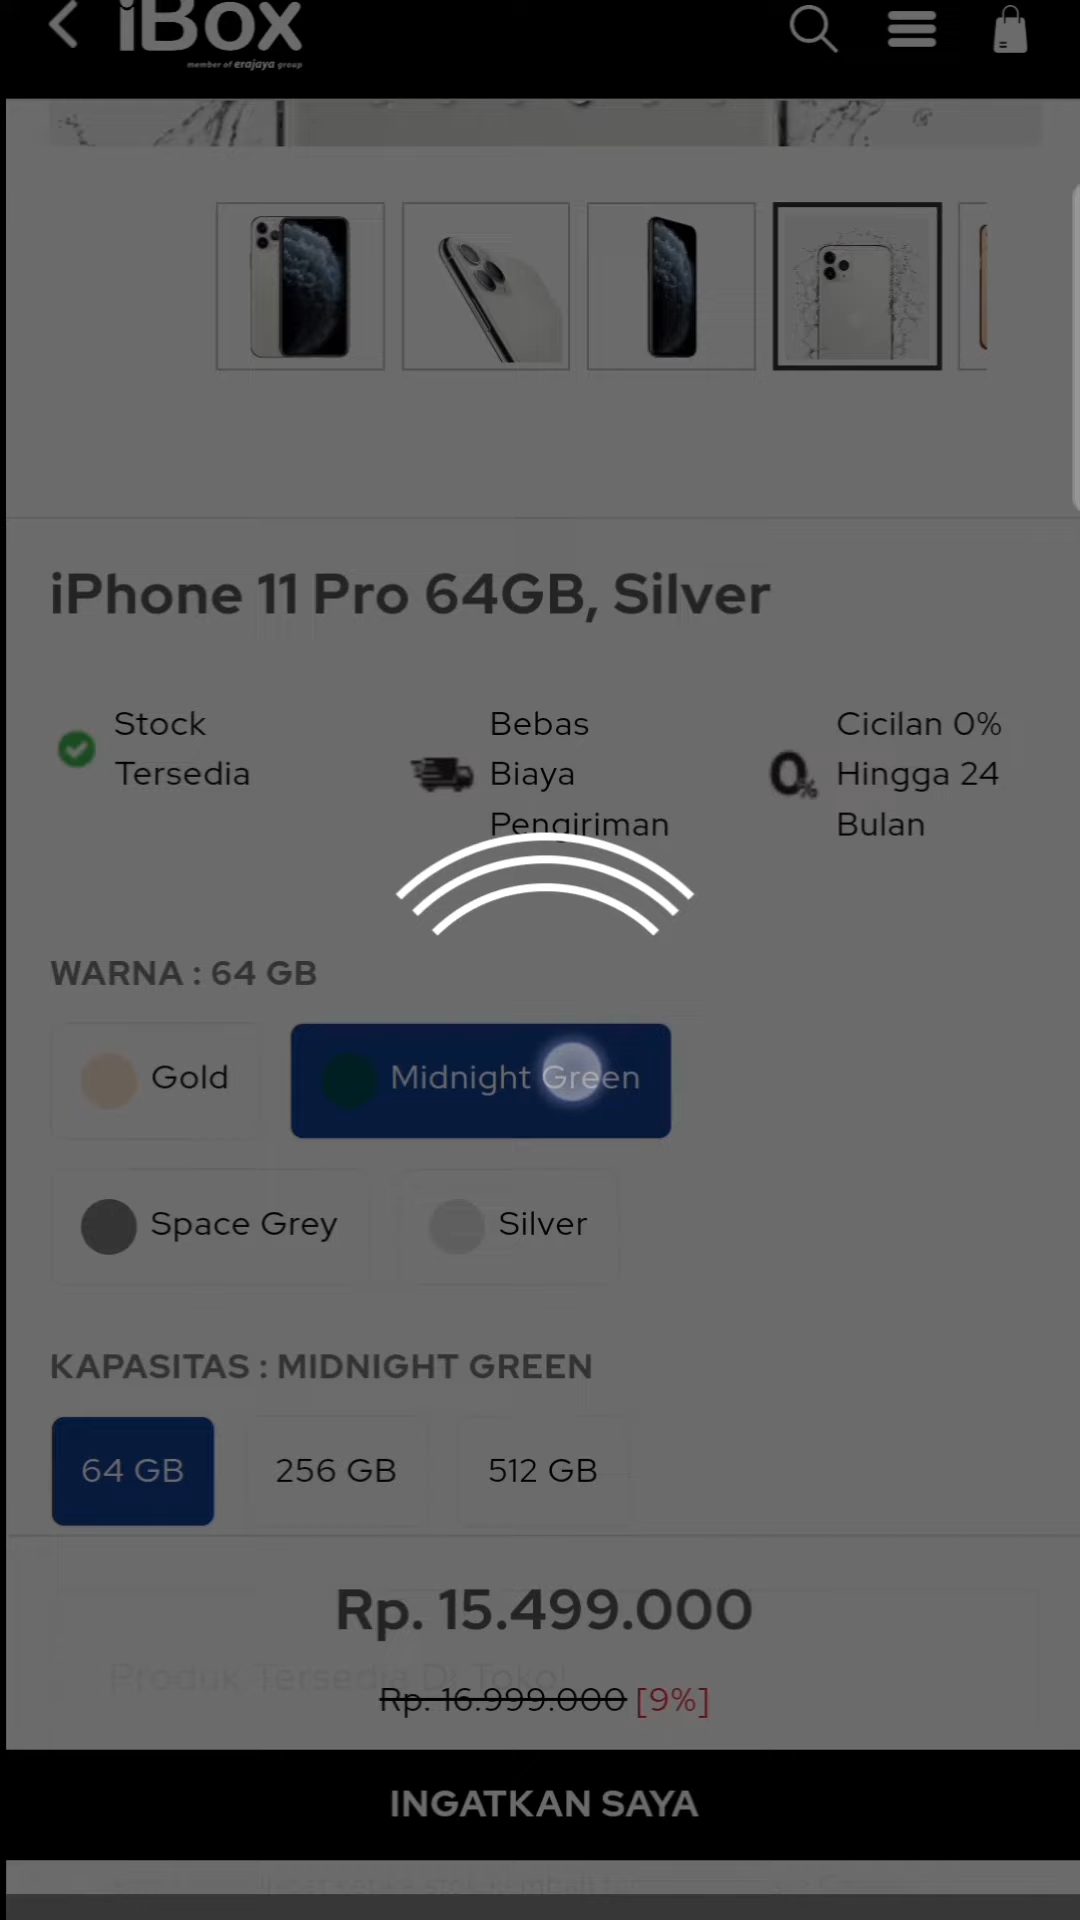 iBox
member of erajaya group
iPhone 11 Pro 64GB, Silver
Stock
Tersedia
Bebas
Biaya
Pengiriman
Cicilan 0%
Hingga 24
Bulan
0%
WARNA : 64 GB
Gold
Midnight Green
Space Grey
Silver
KAPASITAS : MIDNIGHT GREEN
64 GB
256 GB
512 GB
Rp. 15.499.000
Produk Tersedia Di Toko!
Rp. 16.999.000 [9%]
INGATKAN SAYA